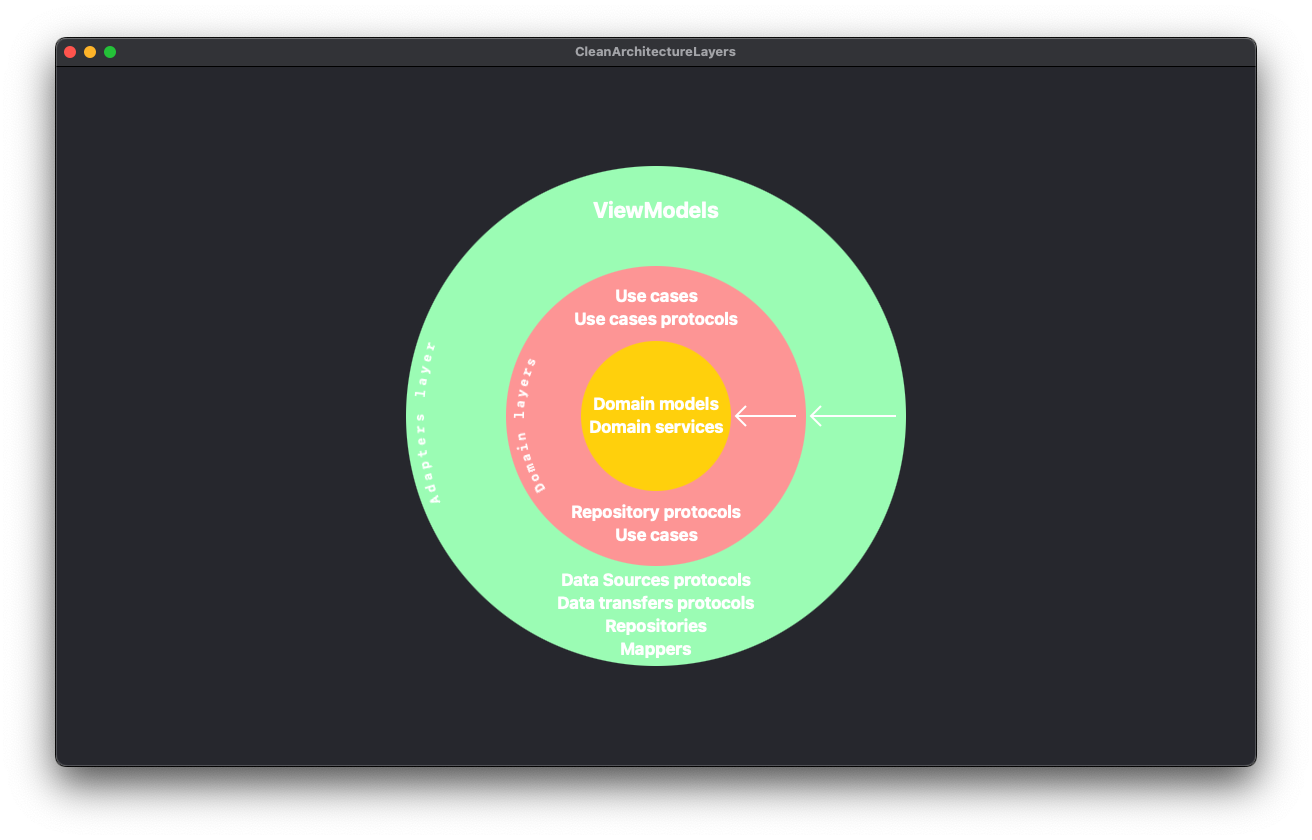 CleanArchitectureLayers
ViewModels
Use cases
Use cases protocols
Adapters layer
Domain layers
Domain models
Domain services
Repository protocols
Use cases
Data Sources protocols
Data transfers protocols
Repositories
Mappers